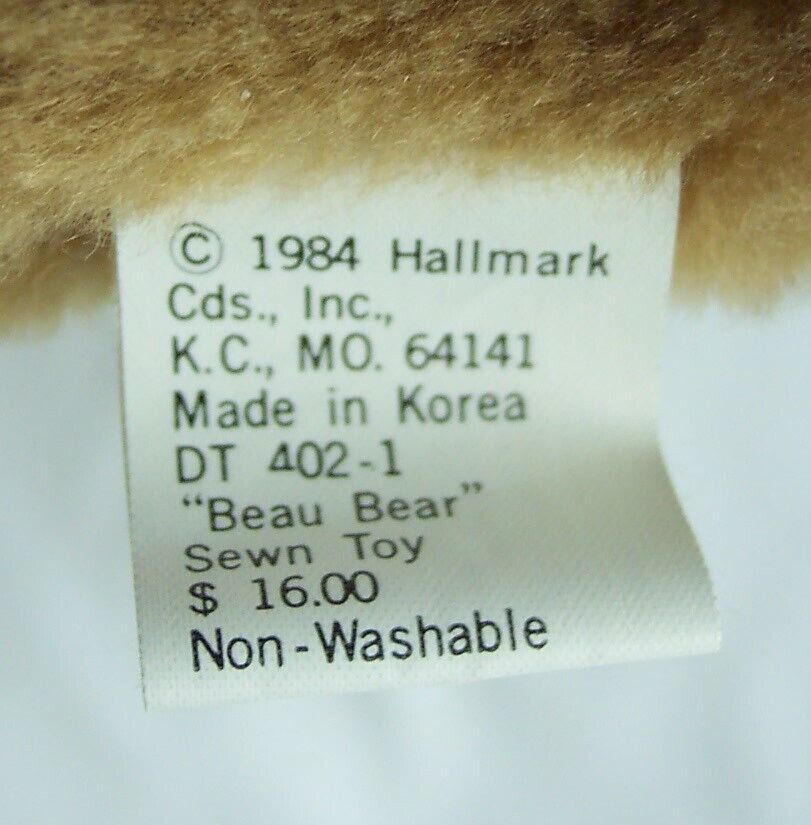 © 1984 Hallmark
Cds., Inc.,
K.C., MO. 64141
Made in Korea
DT 402-1
"Beau Bear"
Sewn Toy
$ 16.00
Non-Washable